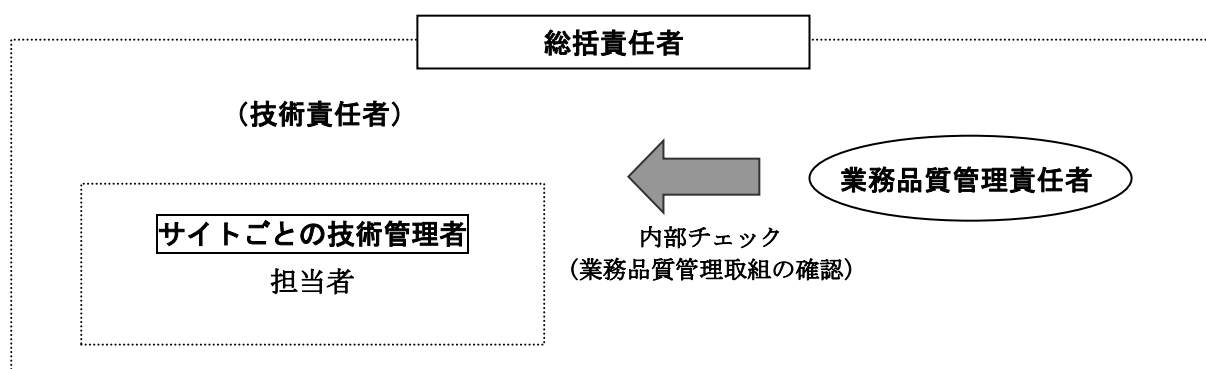 総括責任者
（技術責任者）
業務品質管理責任者
サイトごとの技術管理者
担当者
内部チェック
（業務品質管理取組の確認）